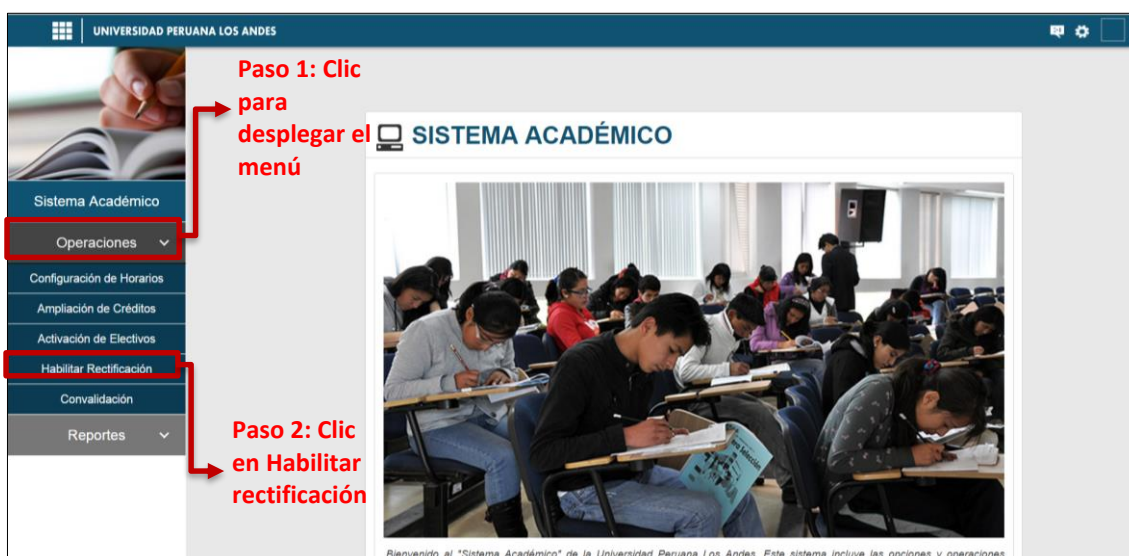 UNIVERSIDAD PERUANA LOS ANDES
Paso 1: Clic
para
desplegar el
menú
SISTEMA ACADÉMICO
Sistema Académico
Operaciones
Configuración de Horarios
Ampliación de Créditos
Activación de Electivos
Habilitar Rectificación
Convalidación
Reportes
Paso 2: Clic
en Habilitar
rectificación
Bienvenido al "Sistema Académico" de la Universidad Peruana Los Andes. Este sistema incluye las opciones y operaciones